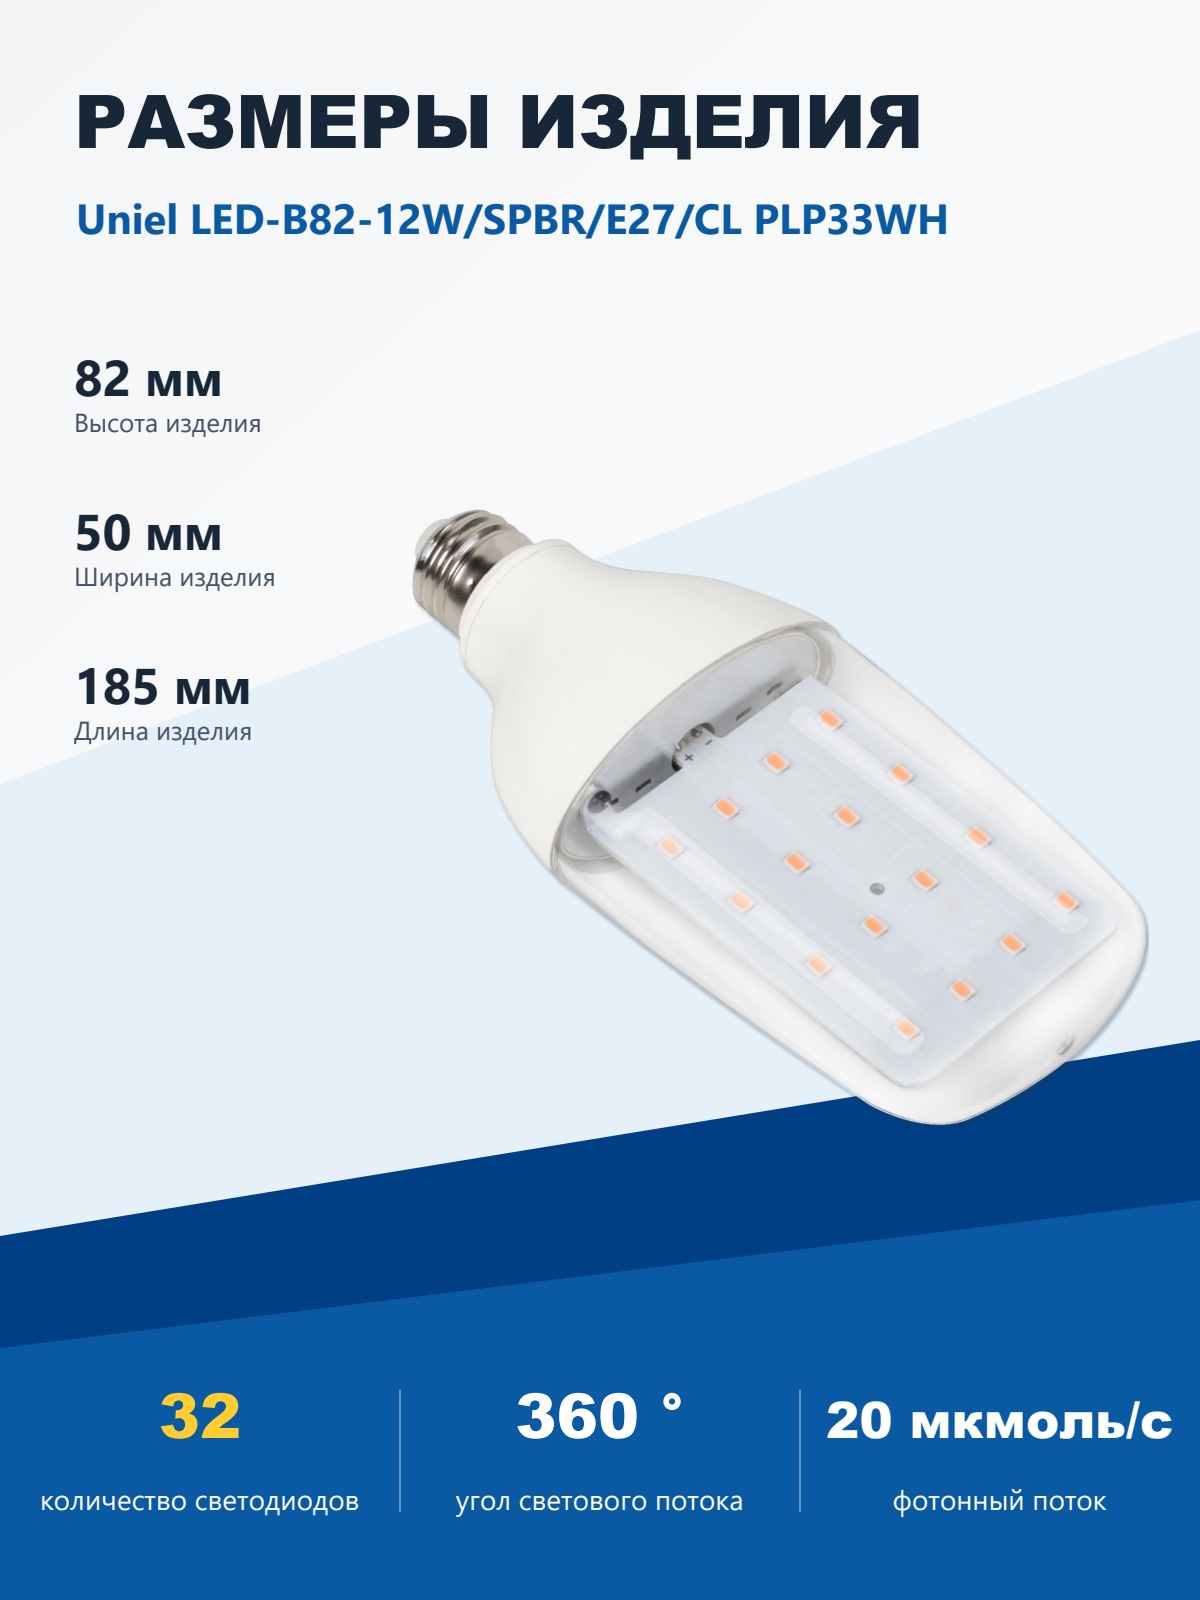 РАЗМЕРЫ ИЗДЕЛИЯ
Uniel LED-B82-12W/SPBR/E27/CL PLP33WH
82 мм
Высота изделия
50 мм
Ширина изделия
185 мм
Длина изделия
32
количество светодиодов
360 °
угол светового потока
20 мкмоль/с
фотонный поток